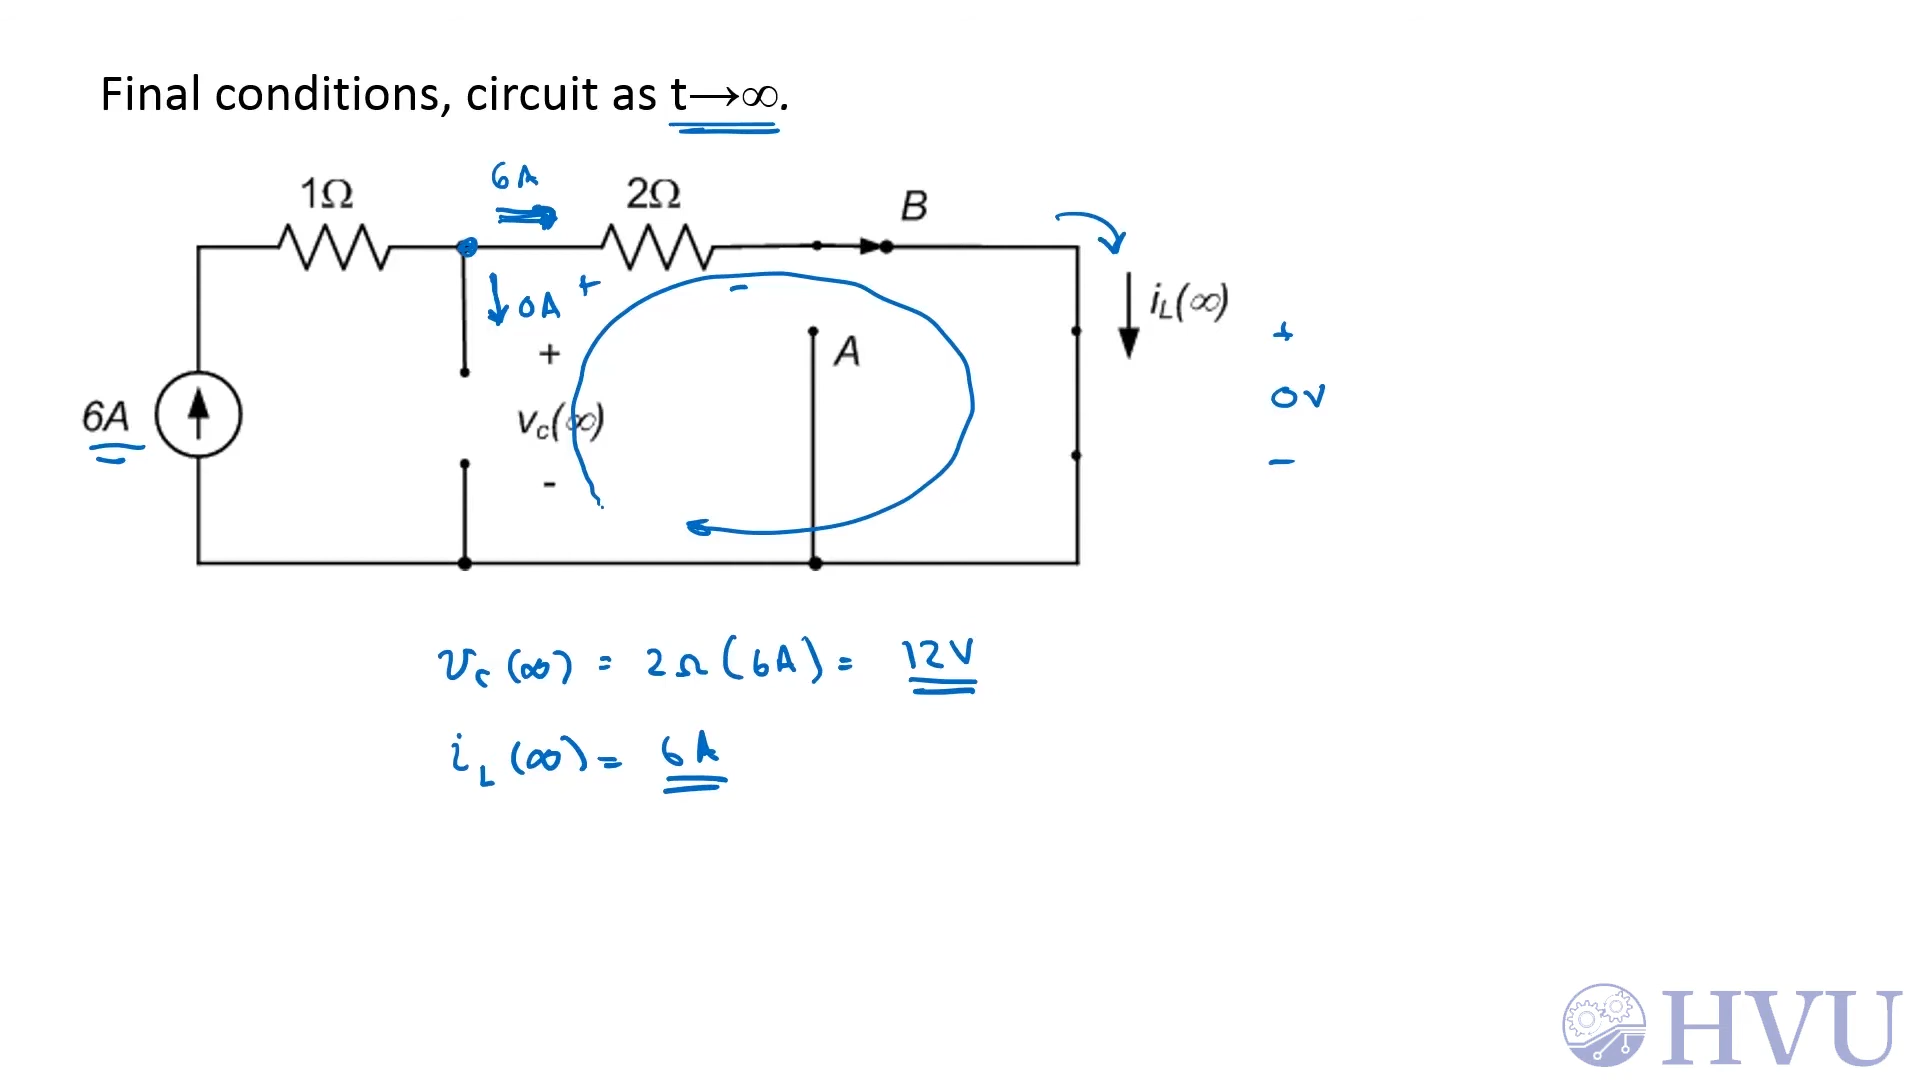 Final conditions, circuit as t→∞.
6A
1Ω
2Ω
B
↓ 0A +
-
iL(∞)
+
+
A
6A
vc(∞)
0V
-
-
vc(∞) = 2Ω(6A) = 12V
iL(∞) = 6A
HVU